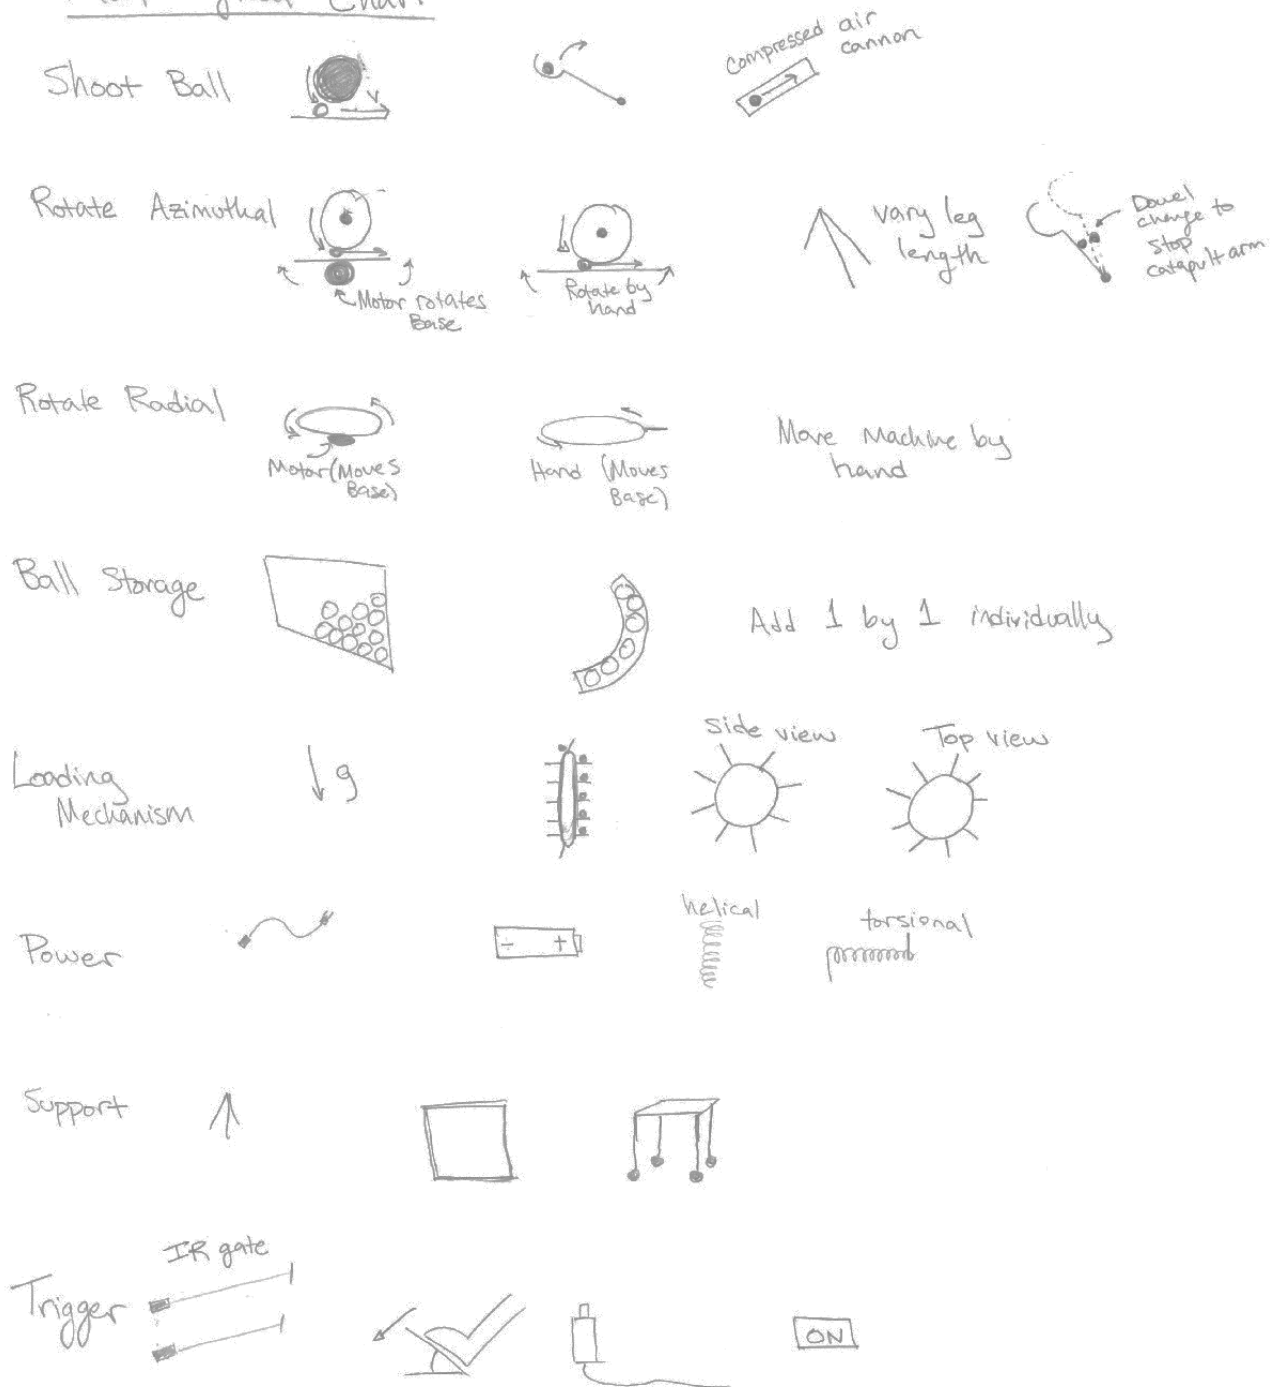 Chart
Shoot Ball
V
Compressed air
cannon
Rotate Azimuthal
Motor rotates
Base
Rotate by
hand
vary leg
length
Dowel
change to
stop
catapult arm
Rotate Radial
Motor (Moves
Base)
Hand (Moves
Base)
Move Machine by
hand
Ball Storage
Add 1 by 1 individually
Loading
Mechanism
g
Side view
Top view
Power
- +
helical
torsional
Support
Trigger
IR gate
ON